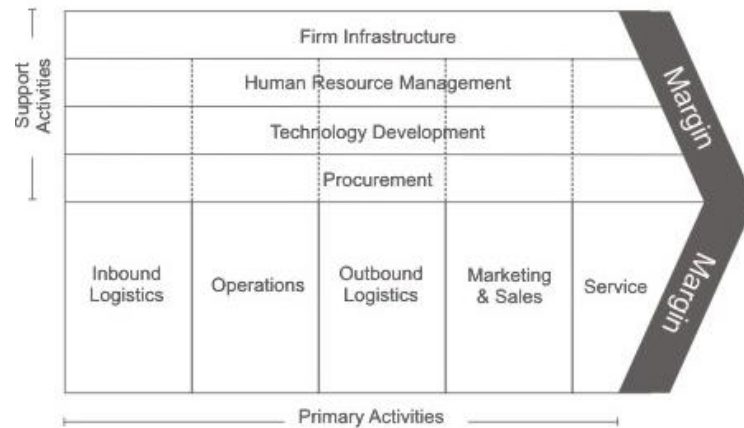 Support
Activities
Firm Infrastructure
Human Resource Management
Technology Development
Procurement
Margin
Inbound
Logistics
Operations
Outbound
Logistics
Marketing
& Sales
Service
Margin
Primary Activities